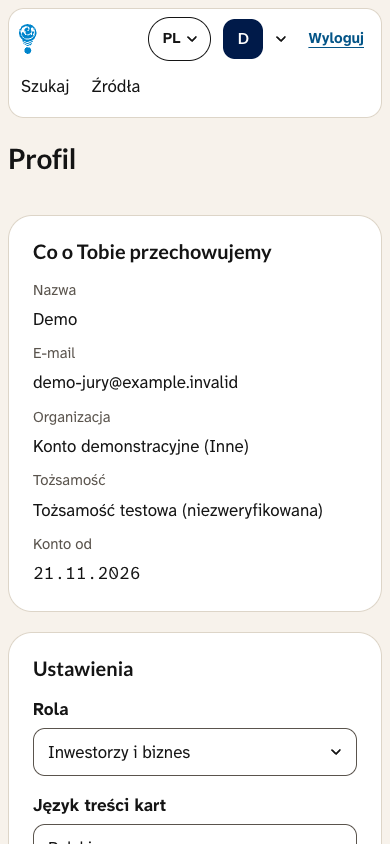 PL
D
Wyloguj
Szukaj
Źródła
Profil
Co o Tobie przechowujemy
Nazwa
Demo
E-mail
demo-jury@example.invalid
Organizacja
Konto demonstracyjne (Inne)
Tożsamość
Tożsamość testowa (niezweryfikowana)
Konto od
21.11.2026
Ustawienia
Rola
Inwestorzy i biznes
Język treści kart